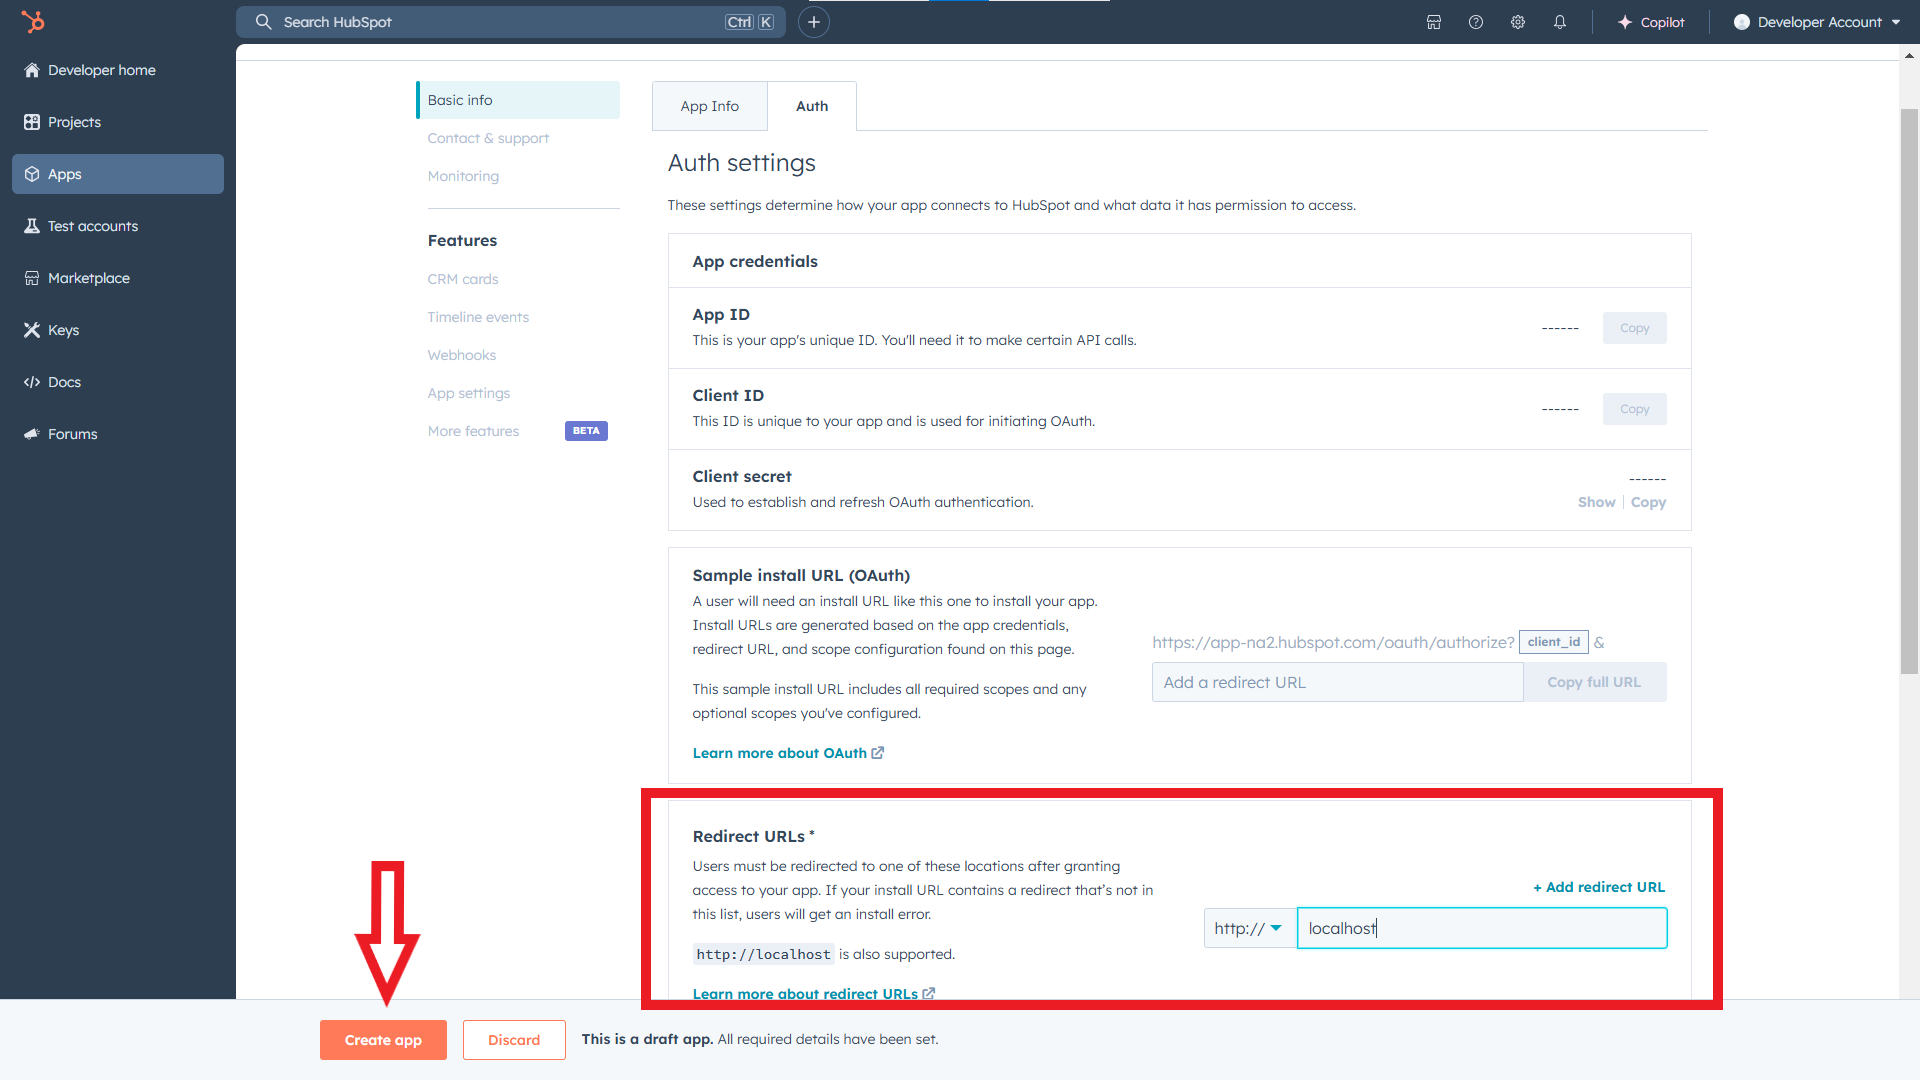 Search HubSpot
Ctrl K
Copilot
Developer Account
Developer home
Projects
Apps
Test accounts
Marketplace
Keys
Docs
Forums
Basic info
Contact & support
Monitoring
Features
CRM cards
Timeline events
Webhooks
App settings
More features
BETA
App Info
Auth
Auth settings
These settings determine how your app connects to HubSpot and what data it has permission to access.
App credentials
App ID
This is your app's unique ID. You'll need it to make certain API calls.
------
Copy
Client ID
This ID is unique to your app and is used for initiating OAuth.
------
Copy
Client secret
Used to establish and refresh OAuth authentication.
------
Show
Copy
Sample install URL (OAuth)
A user will need an install URL like this one to install your app.
Install URLs are generated based on the app credentials,
redirect URL, and scope configuration found on this page.
This sample install URL includes all required scopes and any
optional scopes you've configured.
Learn more about OAuth
https://app-na2.hubspot.com/oauth/authorize? client_id &
Add a redirect URL
Copy full URL
Redirect URLs *
Users must be redirected to one of these locations after granting
access to your app. If your install URL contains a redirect that's not in
this list, users will get an install error.
http://localhost is also supported.
Learn more about redirect URLs
+ Add redirect URL
http://
localhost
Create app
Discard
This is a draft app. All required details have been set.